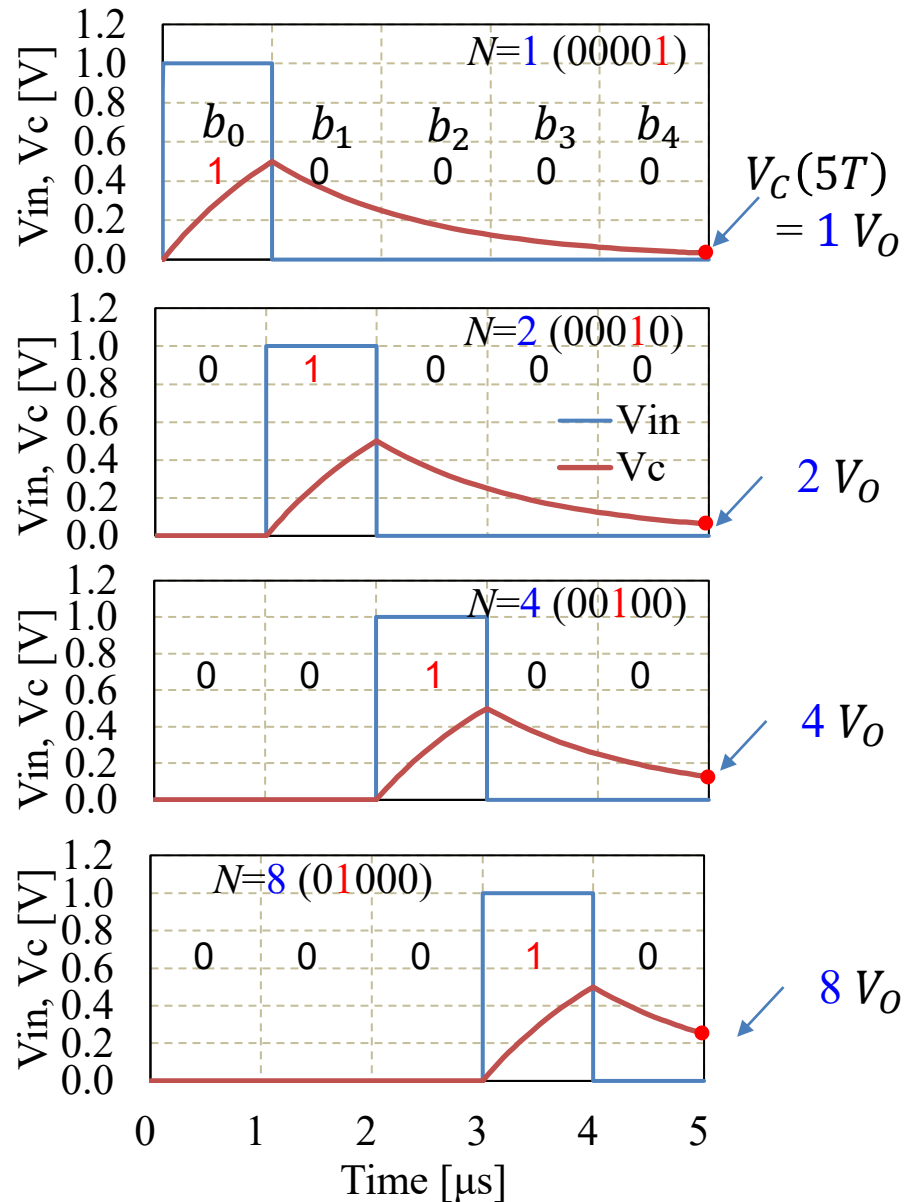 Vin, Vc [V]
1.2
1.0
0.8
0.6
0.4
0.2
0.0
N=1 (00001)
b₀ b₁ b₂ b₃ b₄
1 0 0 0 0
V_C(5T)
= 1 V_O
Vin, Vc [V]
1.2
1.0
0.8
0.6
0.4
0.2
0.0
N=2 (00010)
0 1 0 0 0
Vin
Vc
2 V_O
Vin, Vc [V]
1.2
1.0
0.8
0.6
0.4
0.2
0.0
N=4 (00100)
0 0 1 0 0
4 V_O
Vin, Vc [V]
1.2
1.0
0.8
0.6
0.4
0.2
0.0
N=8 (01000)
0 0 0 1 0
8 V_O
0 1 2 3 4 5
Time [μs]